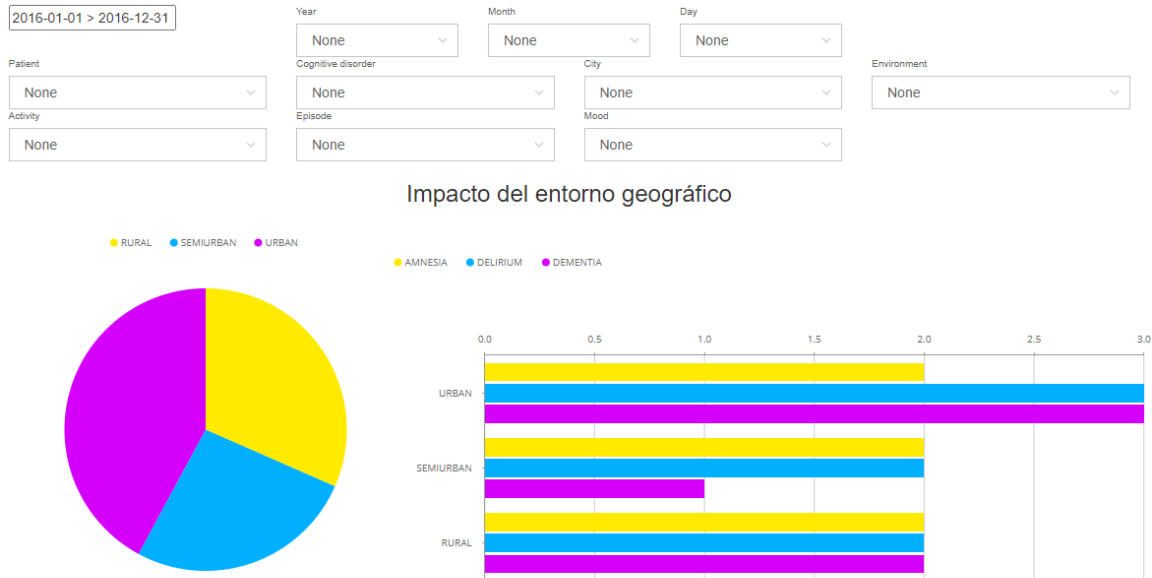 2016-01-01 > 2016-12-31
Year
Month
Day
None
None
None
Patient
Cognitive disorder
City
Environment
None
None
None
None
Activity
Episode
Mood
None
None
None
Impacto del entorno geográfico
RURAL
SEMIURBAN
URBAN
AMNESIA
DELIRIUM
DEMENTIA
0.0
0.5
1.0
1.5
2.0
2.5
3.0
URBAN
SEMIURBAN
RURAL